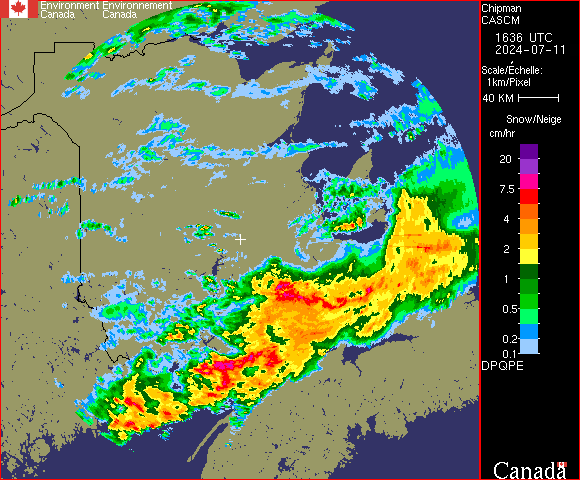 Environment Environnement
Canada Canada
Chipman
CASCM
1636 UTC
2024-07-11
Scale/Échelle:
1km/Pixel
40 KM
Snow/Neige
cm/hr
20
7.5
4
2
1
0.5
0.2
0.1
DPQPE
Canada